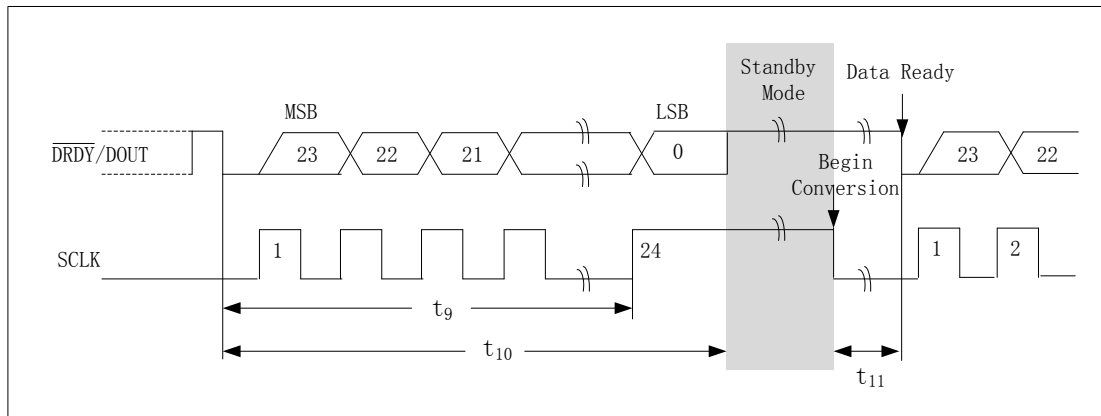 Standby
Mode
Data Ready
MSB
LSB
DRDY/DOUT
23
22
21
0
23
22
Begin
Conversion
SCLK
1
24
1
2
t9
t10
t11